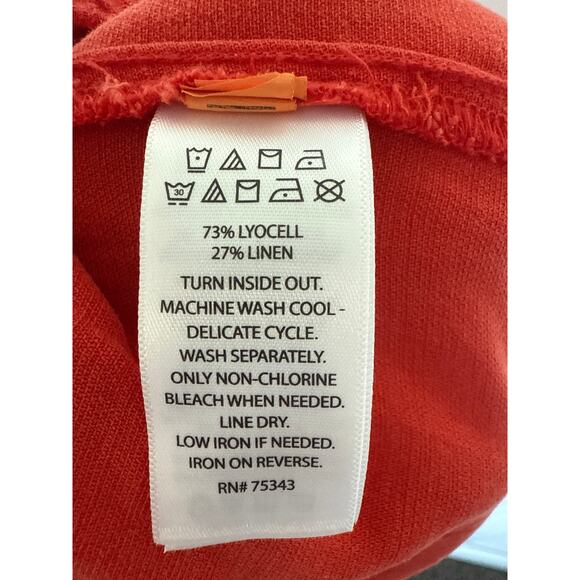 30
73% LYOCELL
27% LINEN
TURN INSIDE OUT.
MACHINE WASH COOL -
DELICATE CYCLE.
WASH SEPARATELY.
ONLY NON-CHLORINE
BLEACH WHEN NEEDED.
LINE DRY.
LOW IRON IF NEEDED.
IRON ON REVERSE.
RN# 75343